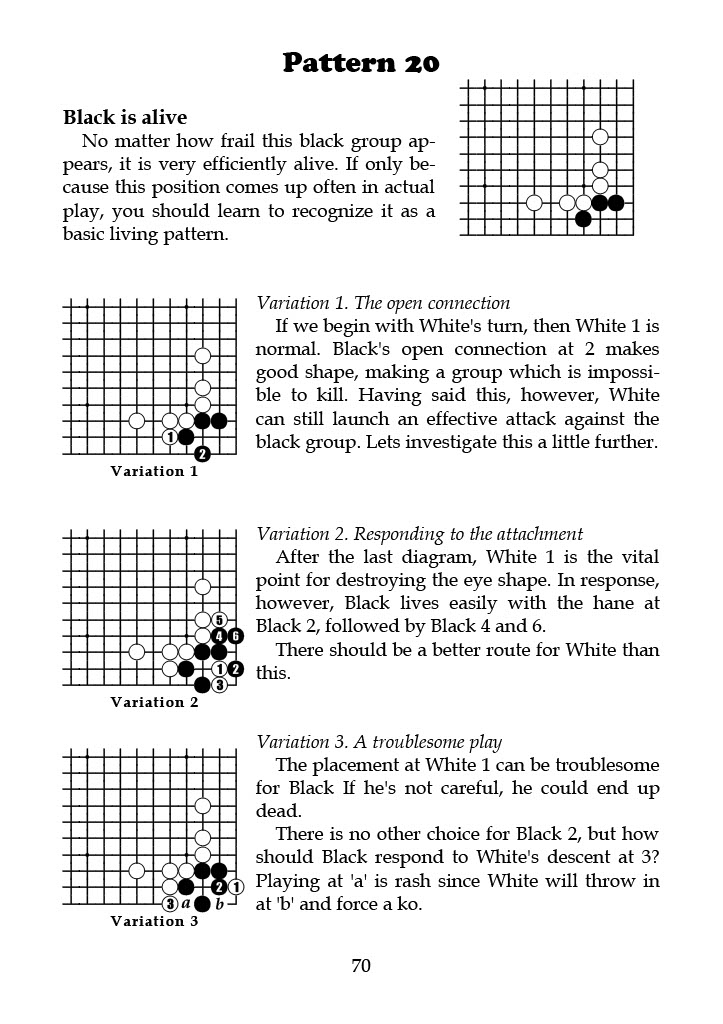 Pattern 20
Black is alive
No matter how frail this black group ap-
pears, it is very efficiently alive. If only be-
cause this position comes up often in actual
play, you should learn to recognize it as a
basic living pattern.
Variation 1. The open connection
If we begin with White's turn, then White 1 is
normal. Black's open connection at 2 makes
good shape, making a group which is impossi-
ble to kill. Having said this, however, White
can still launch an effective attack against the
black group. Lets investigate this a little further.
1
2
Variation 1
Variation 2. Responding to the attachment
After the last diagram, White 1 is the vital
point for destroying the eye shape. In response,
however, Black lives easily with the hane at
Black 2, followed by Black 4 and 6.
There should be a better route for White than
this.
5
4 6
1 2
3
Variation 2
Variation 3. A troublesome play
The placement at White 1 can be troublesome
for Black If he's not careful, he could end up
dead.
There is no other choice for Black 2, but how
should Black respond to White's descent at 3?
Playing at 'a' is rash since White will throw in
at 'b' and force a ko.
2 1
3 a b
Variation 3
70